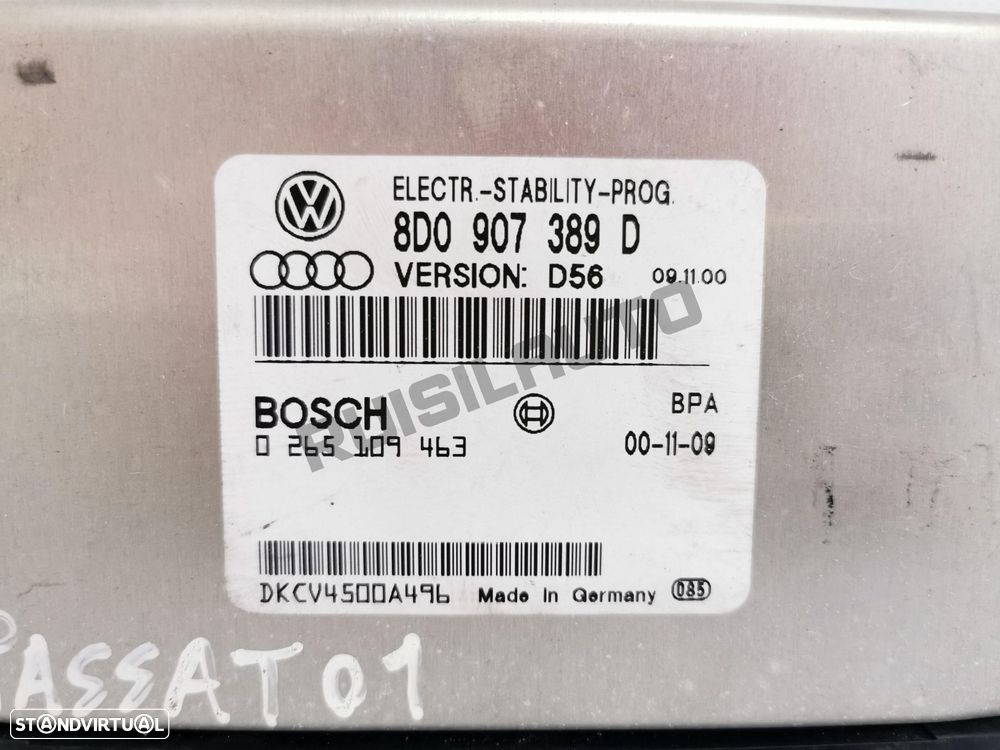 ELECTR.-STABILITY-PROG.
8D0 907 389 D
VERSION: D56 09.11.00
BOSCH BPA
0 265 109 463 00-11-09
DKCV4500A496 Made in Germany 085
PASSAT 01
RUISILAUTO
STANDVIRTUAL